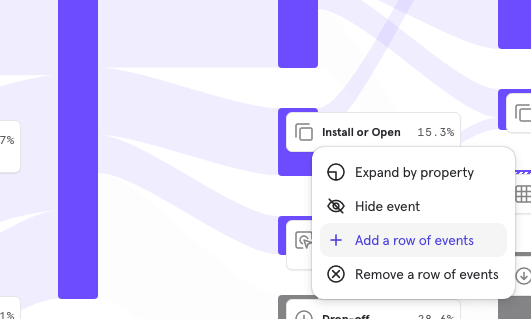 7%
Install or Open 15.3%
Expand by property
Hide event
Add a row of events
Remove a row of events
1%
Drop-off 28.6%